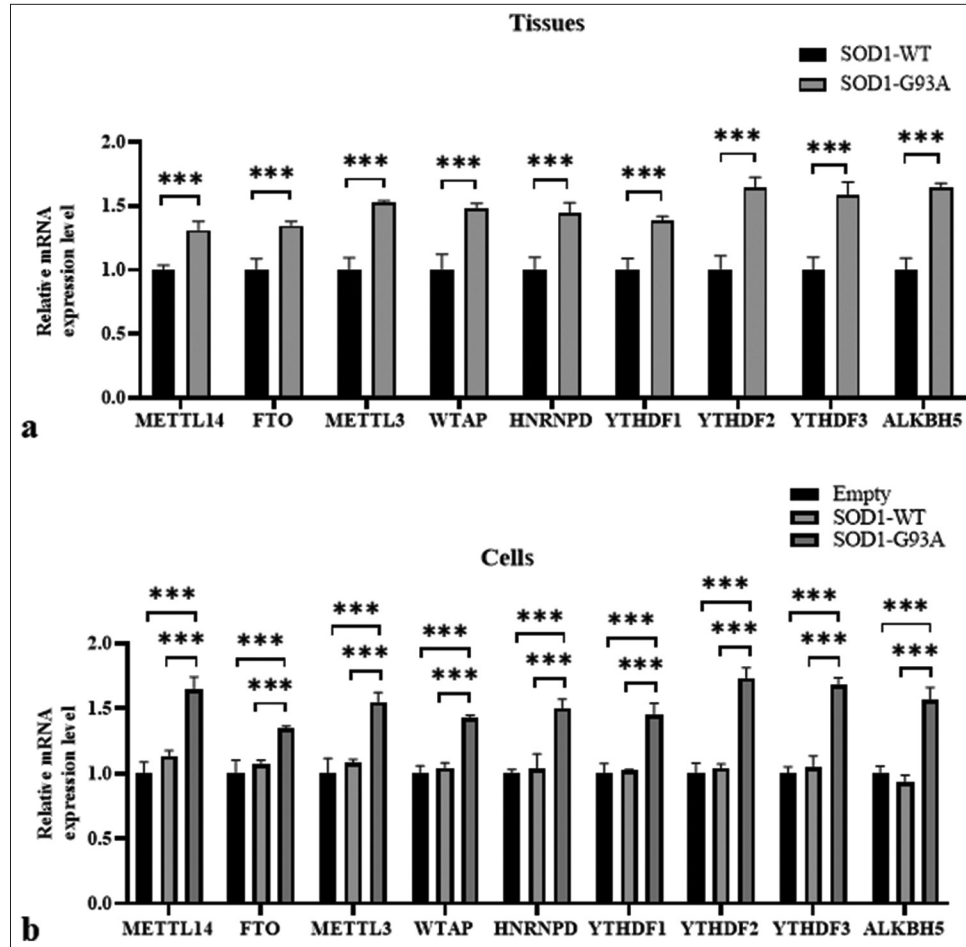 Tissues
SOD1-WT
SOD1-G93A
Relative mRNA
expression level
2.0
1.5
1.0
0.5
0.0
*** *** *** *** *** *** *** *** ***
METTL14 FTO METTL3 WTAP HNRNPD YTHDF1 YTHDF2 YTHDF3 ALKBH5
a
Empty
SOD1-WT
SOD1-G93A
Cells
Relative mRNA
expression level
2.0
1.5
1.0
0.5
0.0
*** *** *** *** *** *** *** *** ***
*** *** *** *** *** *** *** *** ***
METTL14 FTO METTL3 WTAP HNRNPD YTHDF1 YTHDF2 YTHDF3 ALKBH5
b